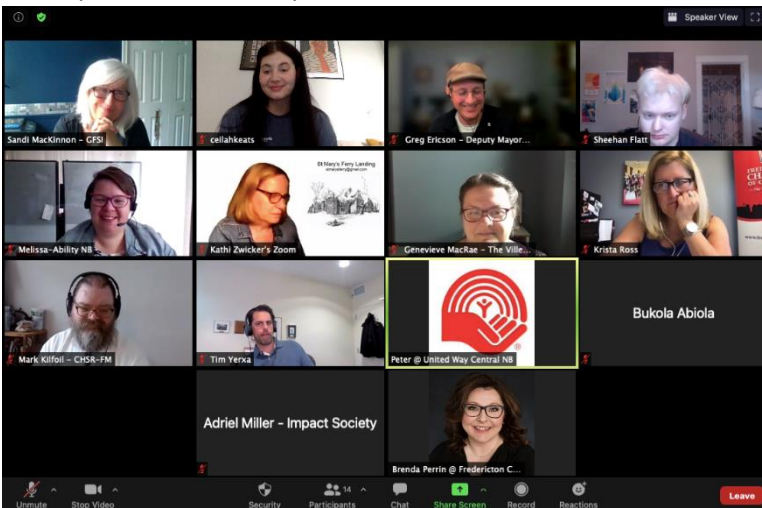 Speaker View
Sandi MacKinnon - GFSI
ceilahkeats
Greg Ericson - Deputy Mayor...
Sheehan Flatt
Melissa-Ability NB
St Mary's Ferry Landing
Kathi Zwicker's Zoom
Genevieve MacRae - The Ville...
Krista Ross
Mark Kilfoil - CHSR-FM
Tim Yerxa
Peter @ United Way Central NB
Bukola Abiola
Adriel Miller - Impact Society
Brenda Perrin @ Fredericton C...
Unmute
Stop Video
Security
14
Participants
Chat
Share Screen
Record
Reactions
Leave